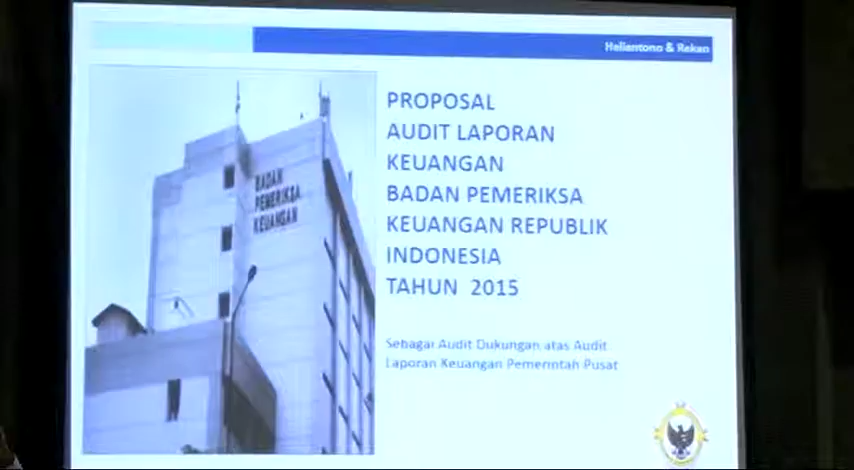 Heliantono & Rekan
BADAN
PEMERIKSA
KEUANGAN
PROPOSAL
AUDIT LAPORAN
KEUANGAN
BADAN PEMERIKSA
KEUANGAN REPUBLIK
INDONESIA
TAHUN 2015
Sebagai Audit Dukungan atas Audit
Laporan Keuangan Pemerintah Pusat